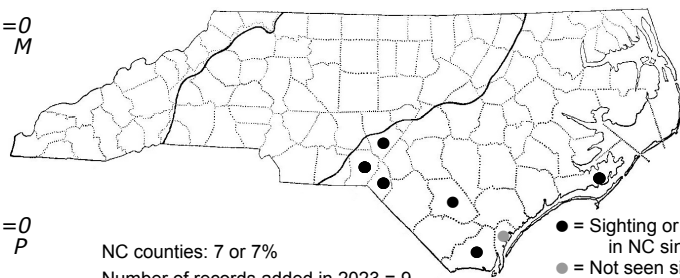 =0
M
=0
P
NC counties: 7 or 7%
● = Sighting or
in NC sin
Number of records added in 2023 = 9
● = Not seen si